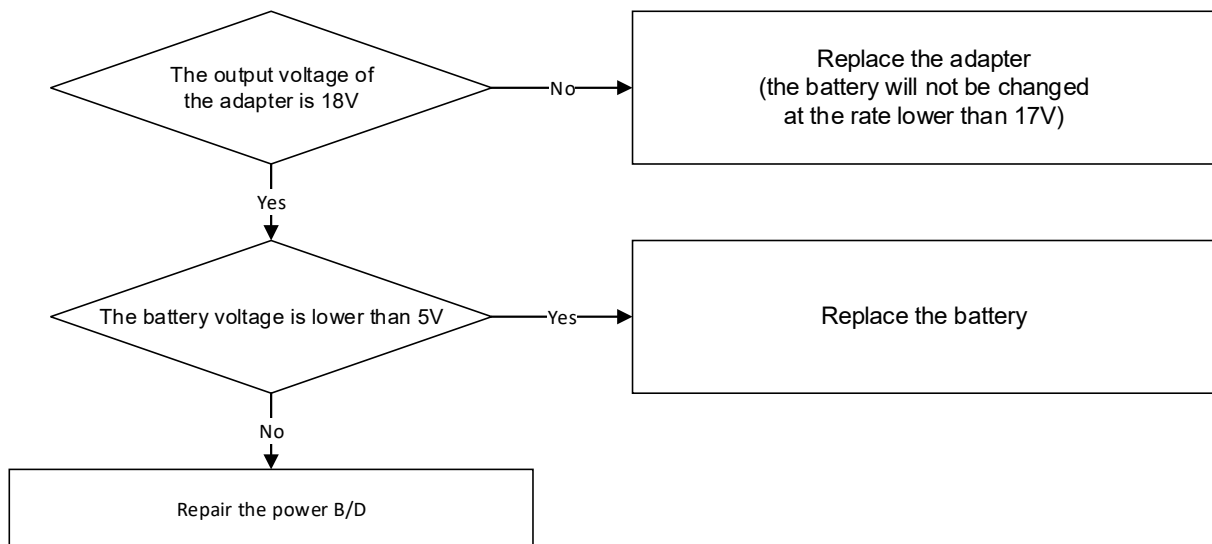 The output voltage of
the adapter is 18V
No
Replace the adapter
(the battery will not be changed
at the rate lower than 17V)
Yes
The battery voltage is lower than 5V
Yes
Replace the battery
No
Repair the power B/D